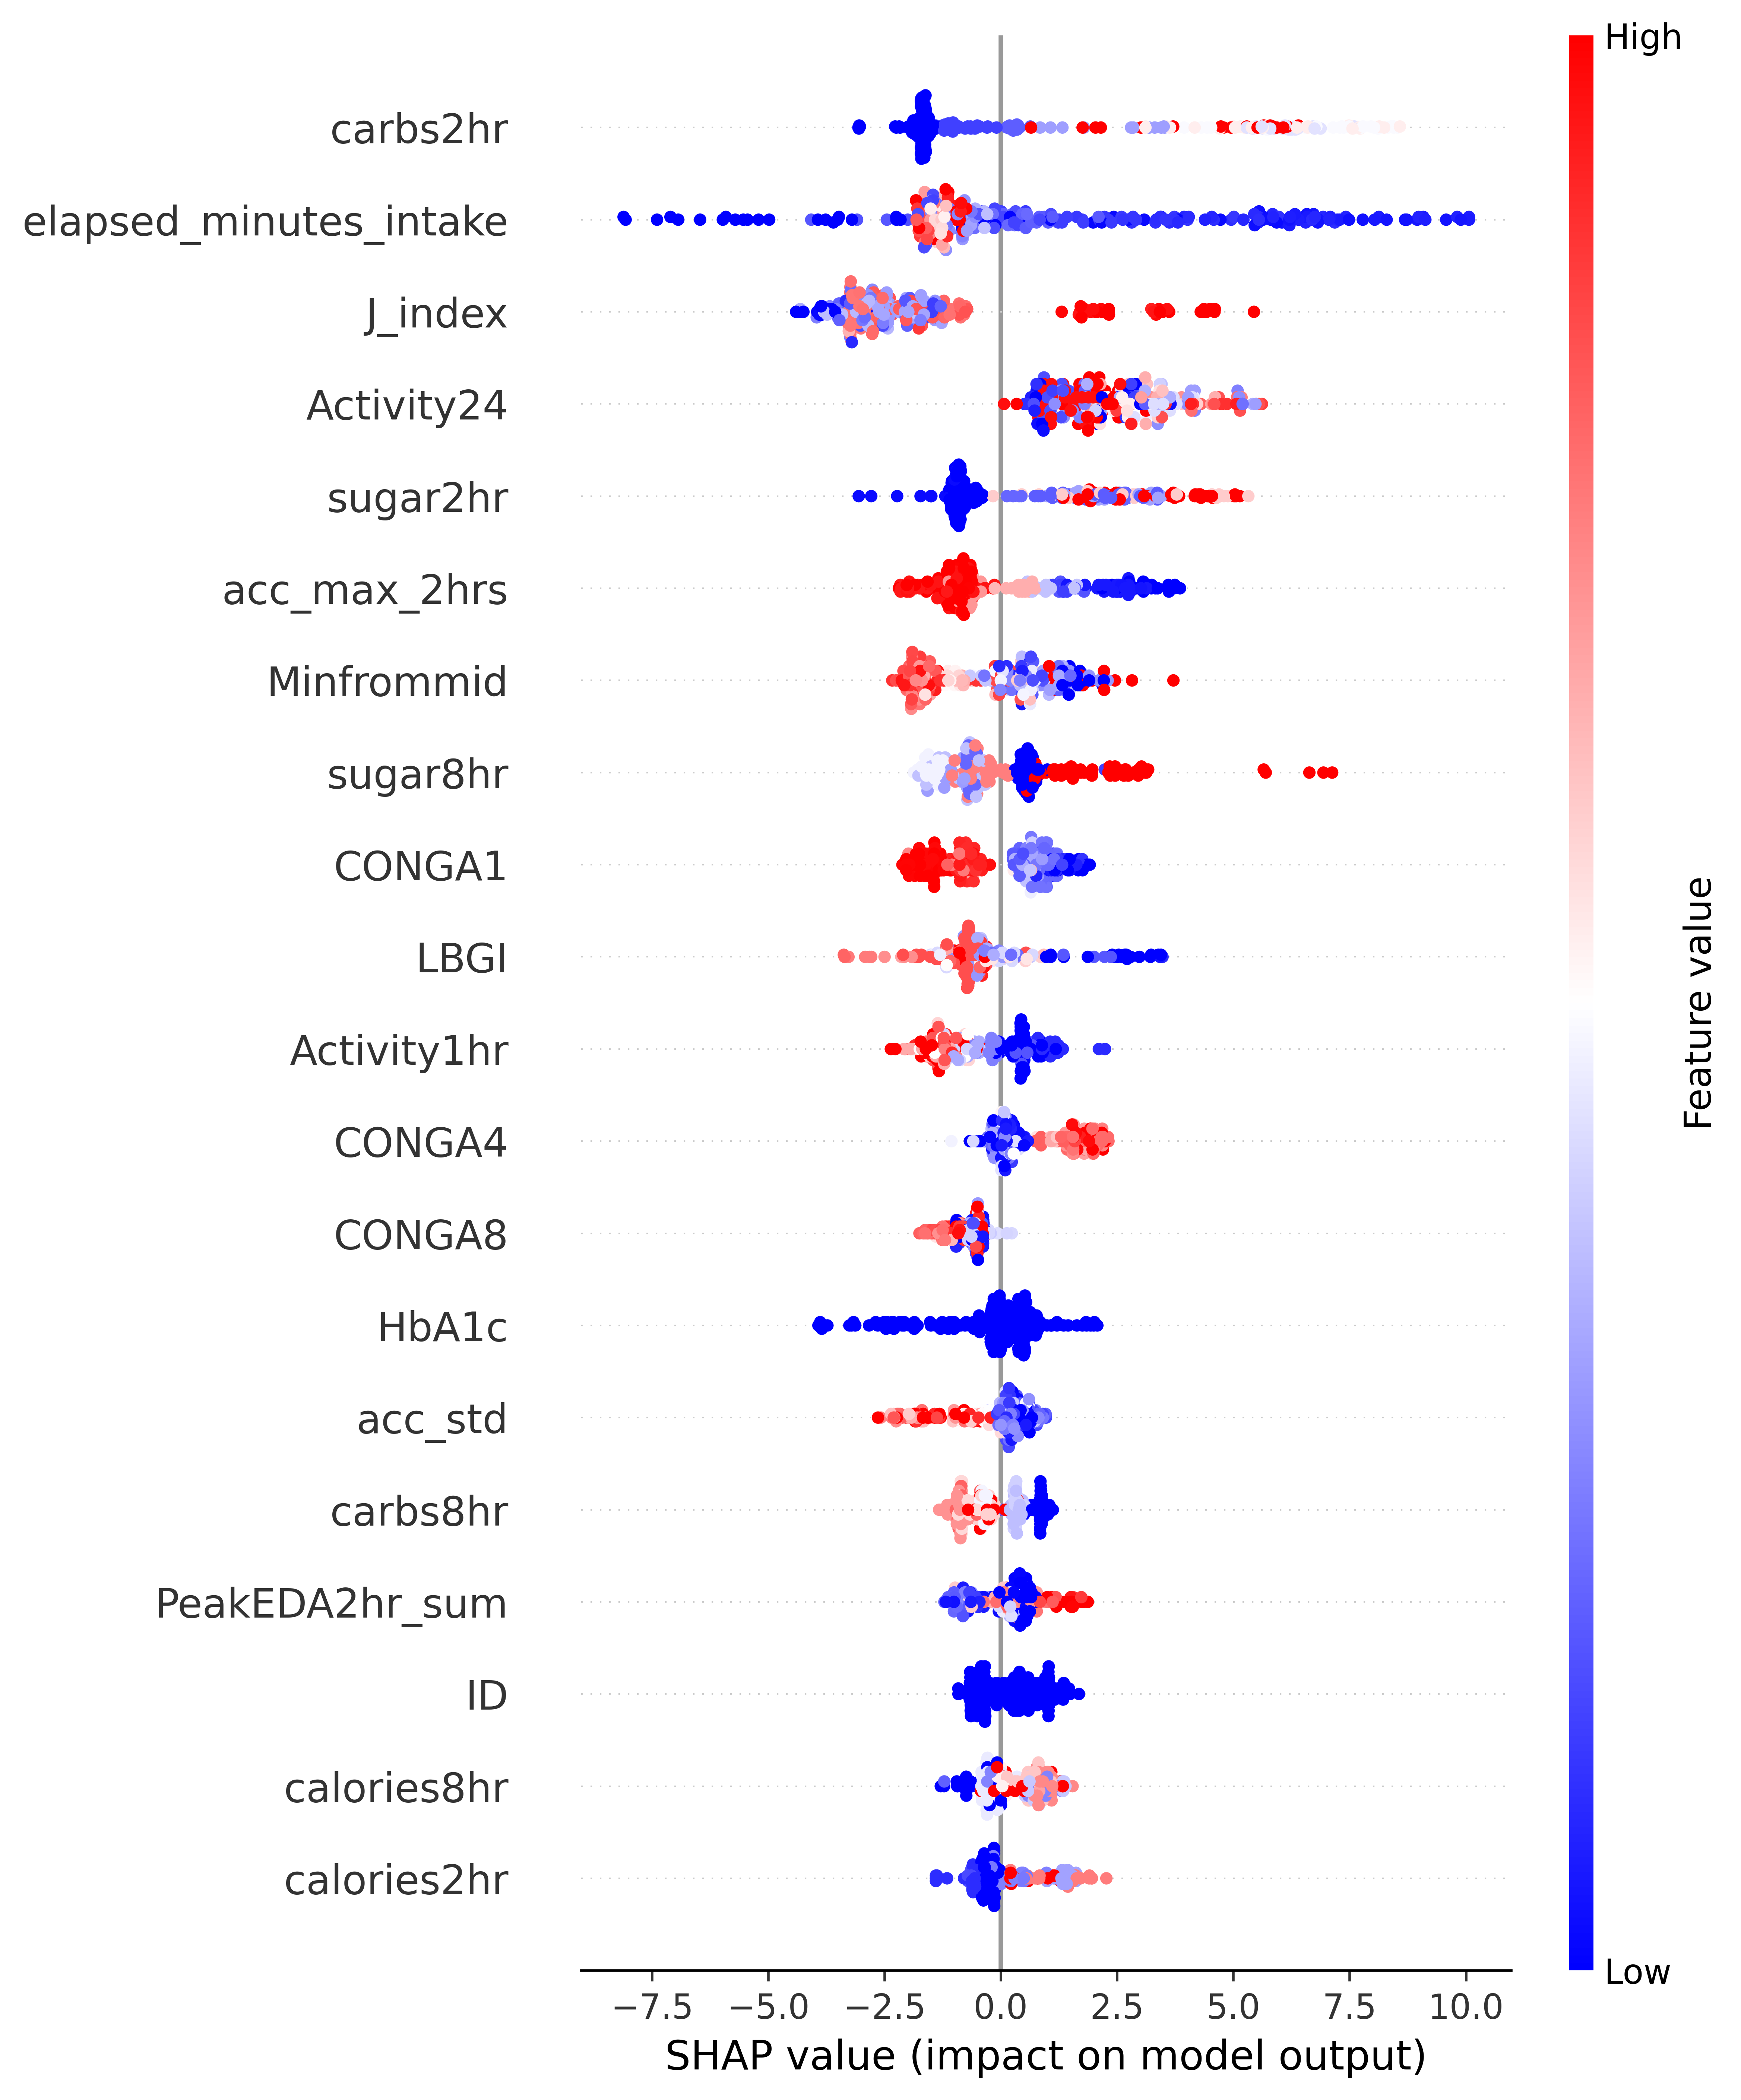 High
carbs2hr
elapsed_minutes_intake
J_index
Activity24
sugar2hr
acc_max_2hrs
Minfrommid
sugar8hr
CONGA1
LBGI
Activity1hr
CONGA4
CONGA8
HbA1c
acc_std
carbs8hr
PeakEDA2hr_sum
ID
calories8hr
calories2hr
Feature value
Low
−7.5 −5.0 −2.5 0.0 2.5 5.0 7.5 10.0
SHAP value (impact on model output)